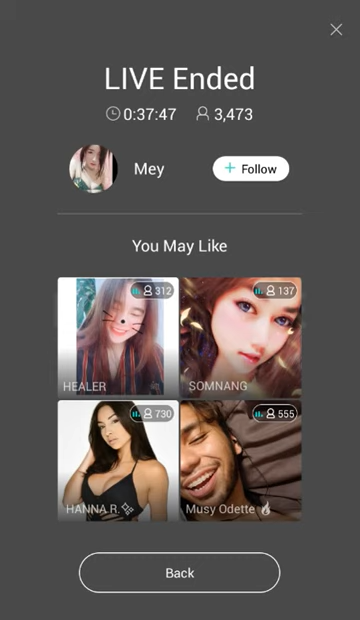 LIVE Ended
0:37:47 3,473
Mey + Follow
You May Like
312 137
HEALER SOMNANG
730 555
HANNA R. Musy Odette
Back